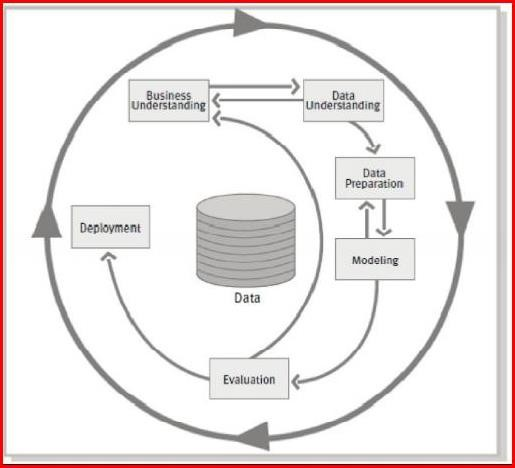 Business
Understanding
Data
Understanding
Data
Preparation
Modeling
Evaluation
Deployment
Data